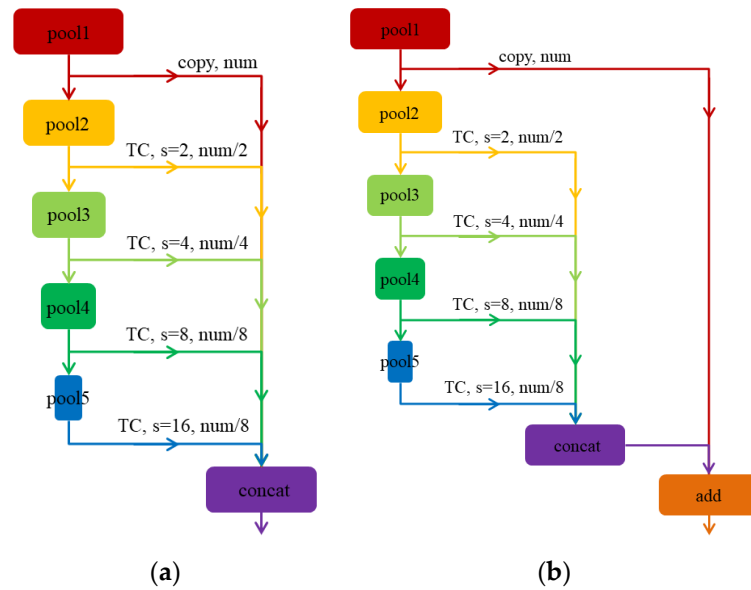 pool1
copy, num
pool2
TC, s=2, num/2
pool3
TC, s=4, num/4
pool4
TC, s=8, num/8
pool5
TC, s=16, num/8
concat
(a)
pool1
copy, num
pool2
TC, s=2, num/2
pool3
TC, s=4, num/4
pool4
TC, s=8, num/8
pool5
TC, s=16, num/8
concat
add
(b)